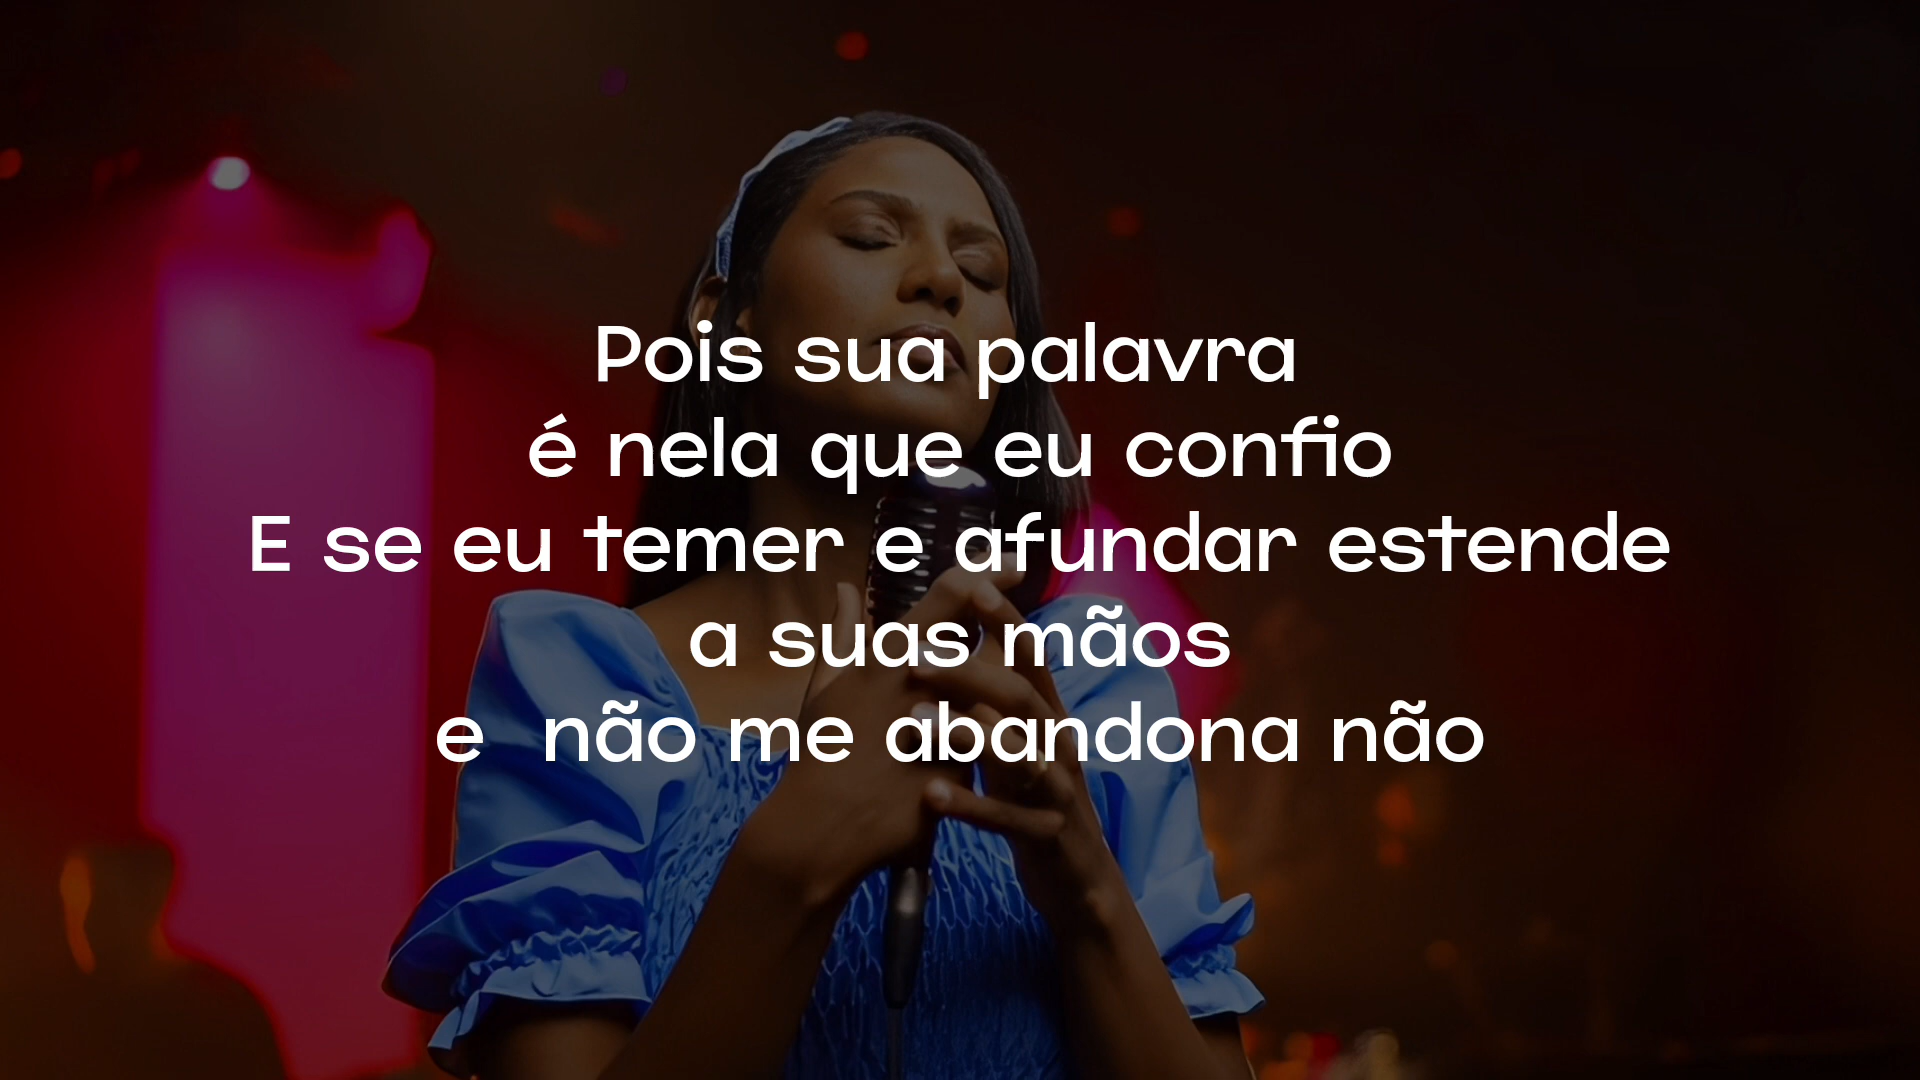 Pois sua palavra
é nela que eu confio
E se eu temer e afundar estende
a suas mãos
e  não me abandona não